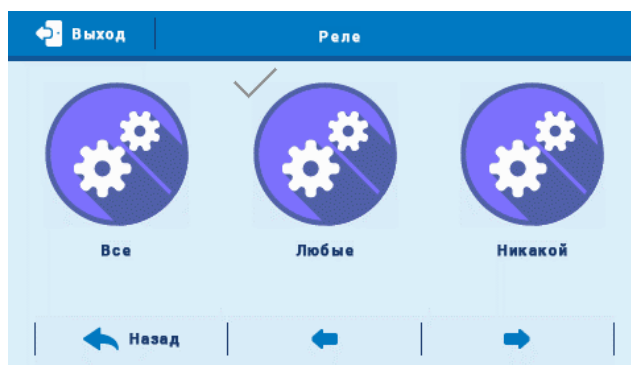 Выход
Реле
Все
Любые
Никакой
Назад